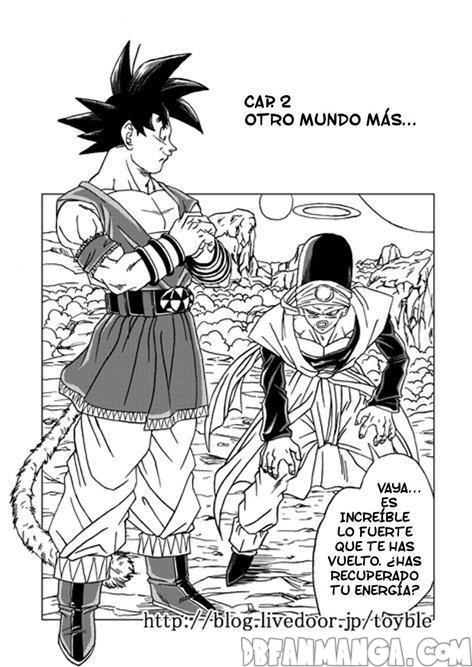 CAP. 2
OTRO MUNDO MÁS...
VAYA...
ES
INCREÍBLE
LO FUERTE
QUE TE HAS
VUELTO. ¿HAS
RECUPERADO
TU ENERGÍA?
http://blog.livedoor.jp/toyble
DBFANMANGA.COM